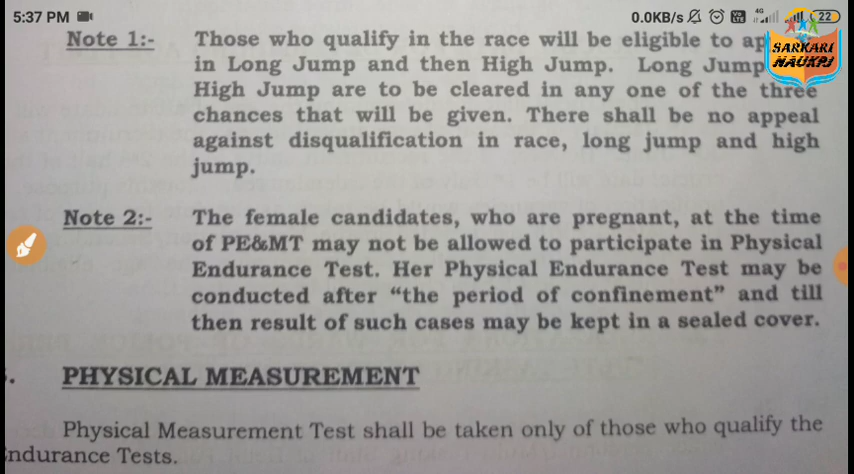 5:37 PM 0.0KB/s 4G 22
SARKARI
NAUKRI
Note 1:- Those who qualify in the race will be eligible to
in Long Jump and then High Jump. Long Jump
High Jump are to be cleared in any one of the three
chances that will be given. There shall be no appeal
against disqualification in race, long jump and high
jump.
Note 2:- The female candidates, who are pregnant, at the time
of PE&MT may not be allowed to participate in Physical
Endurance Test. Her Physical Endurance Test may be
conducted after “the period of confinement” and till
then result of such cases may be kept in a sealed cover.
PHYSICAL MEASUREMENT
Physical Measurement Test shall be taken only of those who qualify the
ndurance Tests.